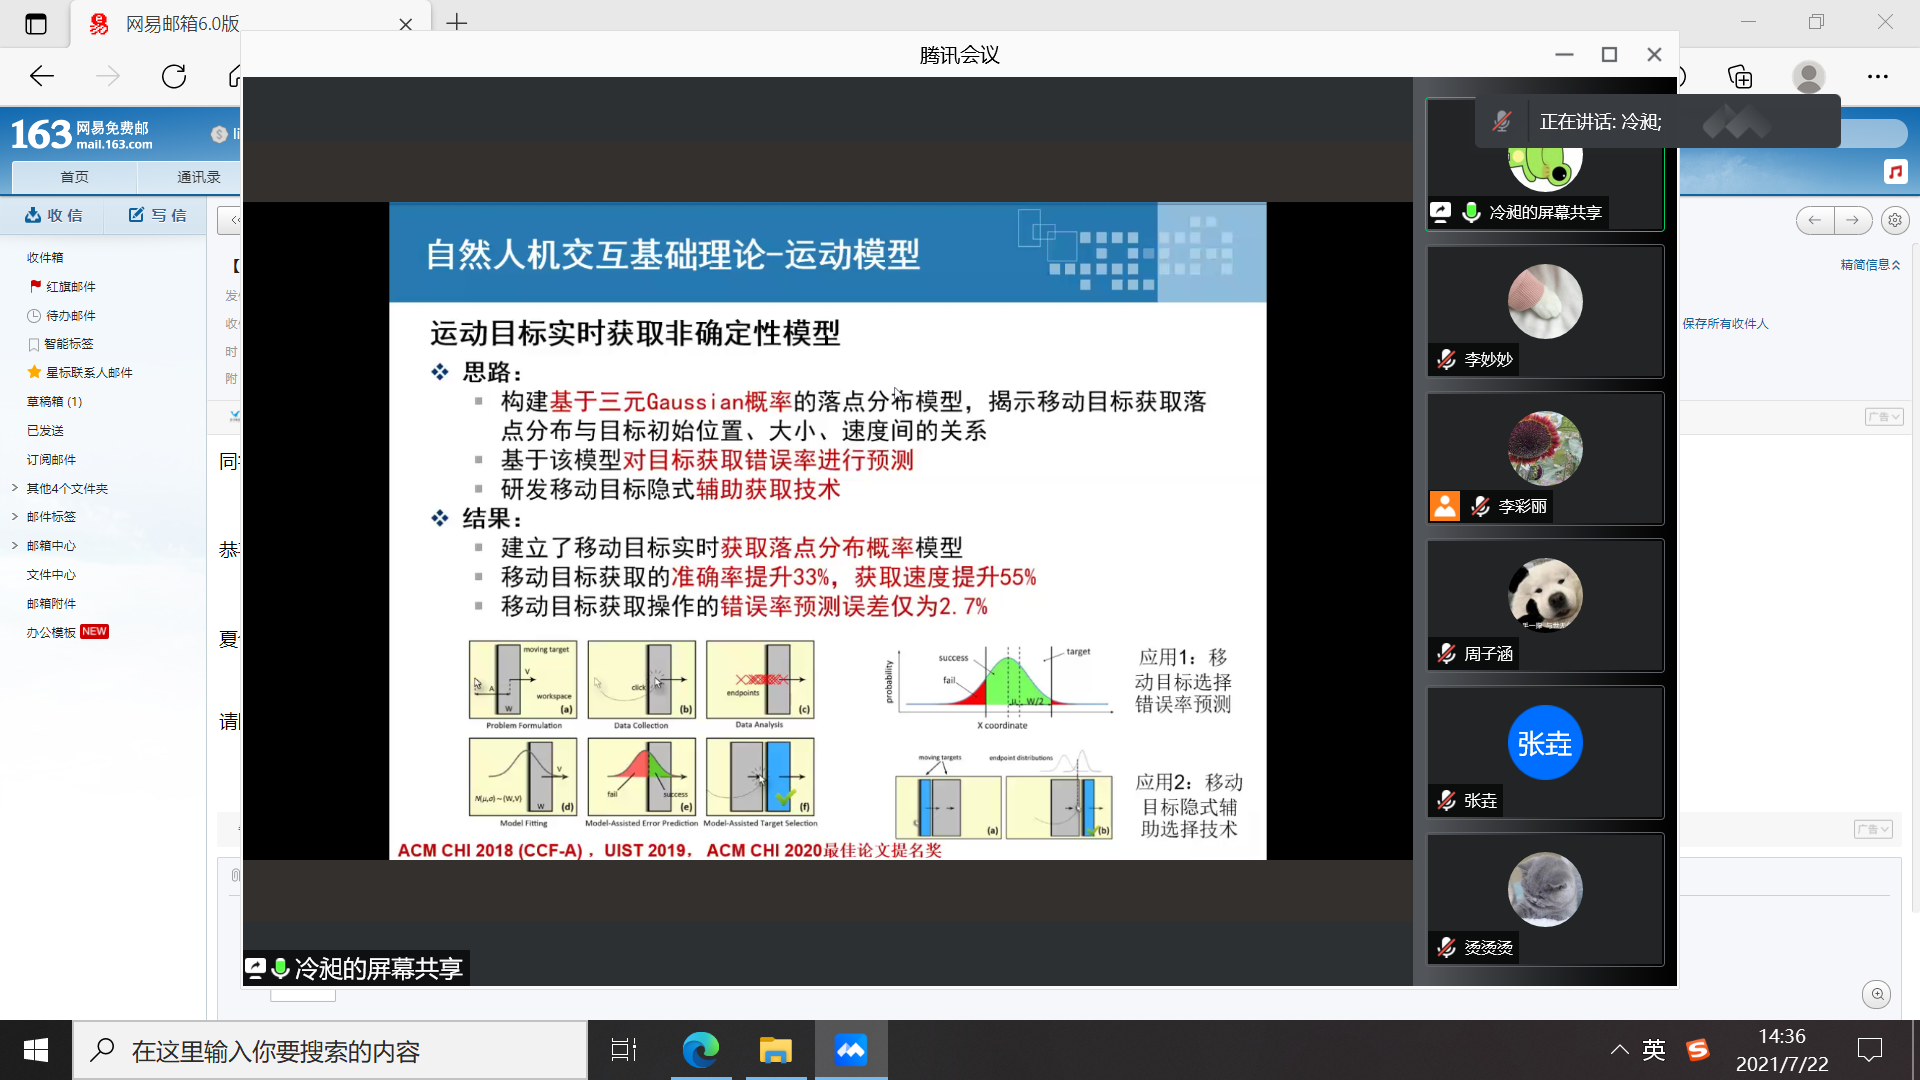 网易邮箱6.0版
腾讯会议
163 网易免费邮
mail.163.com
首页
通讯录
收 信
写 信
收件箱
红旗邮件
待办邮件
智能标签
星标联系人邮件
草稿箱 (1)
已发送
订阅邮件
其他4个文件夹
邮件标签
邮箱中心
文件中心
邮箱附件
办公模板 NEW
发
收
时
附
恭
夏
精简信息
保存所有收件人
广告
广告
自然人机交互基础理论-运动模型
运动目标实时获取非确定性模型
思路：
构建基于三元Gaussian概率的落点分布模型，揭示移动目标获取落
点分布与目标初始位置、大小、速度间的关系
基于该模型对目标获取错误率进行预测
研发移动目标隐式辅助获取技术
结果：
建立了移动目标实时获取落点分布概率模型
移动目标获取的准确率提升33%，获取速度提升55%
移动目标获取操作的错误率预测误差仅为2.7%
moving target
V
A
workspace
W
(a)
Problem Formulation
click
(b)
Data Collection
endpoints
(c)
Data Analysis
V
N(μ,σ)~(W,V)
W
(d)
Model Fitting
fail
success
(e)
Model-Assisted Error Prediction
(f)
Model-Assisted Target Selection
probability
success
fail
target
μ
W/2
X coordinate
应用1：移
动目标选择
错误率预测
moving targets
endpoint distributions
(a)
(b)
应用2：移动
目标隐式辅
助选择技术
ACM CHI 2018 (CCF-A) ，UIST 2019， ACM CHI 2020最佳论文提名奖
冷昶的屏幕共享
正在讲话: 冷昶;
冷昶的屏幕共享
李妙妙
李彩丽
周子涵
张垚
张垚
烫烫烫
在这里输入你要搜索的内容
英
14:36
2021/7/22